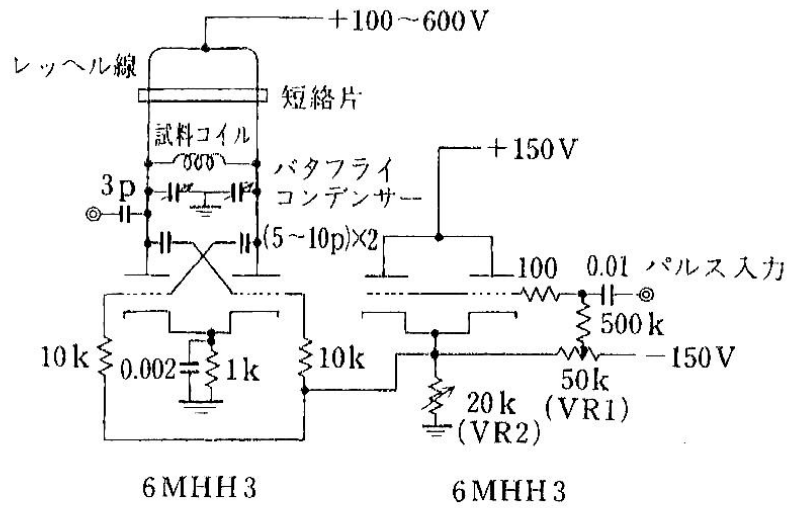 +100~600V
レッヘル線
短絡片
試料コイル
+150V
バタフライ
コンデンサー
3p
(5~10p)×2
100
0.01
パルス入力
500k
10k
0.002
1k
10k
-150V
50k
(VR1)
20k
(VR2)
6MHH3
6MHH3